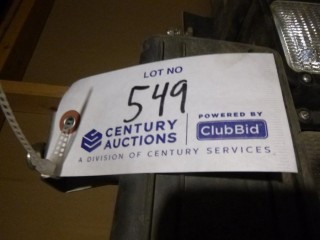 LOT NO
549
CENTURY
AUCTIONS
POWERED BY
ClubBid
A DIVISION OF CENTURY SERVICES